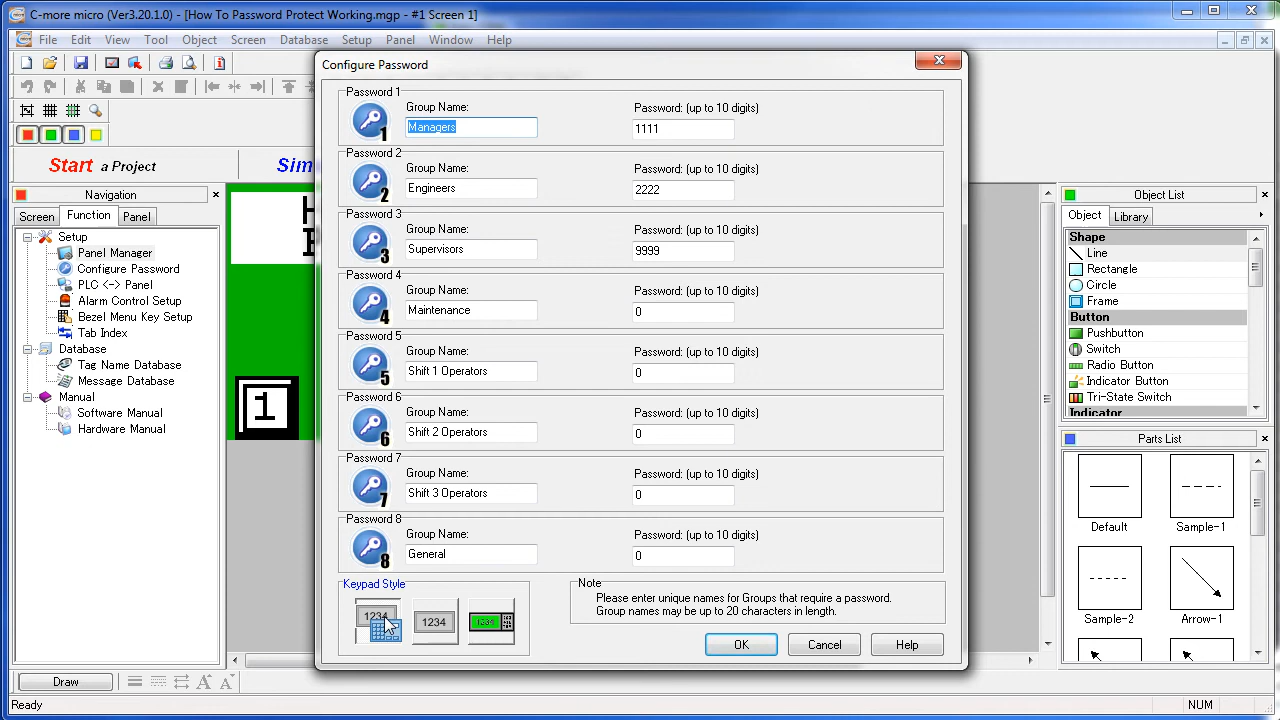 C-more micro (Ver3.20.1.0) - [How To Password Protect Working.mgp - #1 Screen 1]
File Edit View Tool Object Screen Database Setup Panel Window Help
Start a Project
Sim
Navigation
Screen Function Panel
Setup
Panel Manager
Configure Password
PLC <-> Panel
Alarm Control Setup
Bezel Menu Key Setup
Tab Index
Database
Tag Name Database
Message Database
Manual
Software Manual
Hardware Manual
1
Configure Password
Password 1
Group Name: Password: (up to 10 digits)
Managers 1111
1
Password 2
Group Name: Password: (up to 10 digits)
Engineers 2222
2
Password 3
Group Name: Password: (up to 10 digits)
Supervisors 9999
3
Password 4
Group Name: Password: (up to 10 digits)
Maintenance 0
4
Password 5
Group Name: Password: (up to 10 digits)
Shift 1 Operators 0
5
Password 6
Group Name: Password: (up to 10 digits)
Shift 2 Operators 0
6
Password 7
Group Name: Password: (up to 10 digits)
Shift 3 Operators 0
7
Password 8
Group Name: Password: (up to 10 digits)
General 0
8
Keypad Style
1234 1234 1234
Note
Please enter unique names for Groups that require a password.
Group names may be up to 20 characters in length.
OK Cancel Help
Object List
Object Library
Shape
Line
Rectangle
Circle
Frame
Button
Pushbutton
Switch
Radio Button
Indicator Button
Tri-State Switch
Indicator
Parts List
Default Sample-1
Sample-2 Arrow-1
Draw
Ready
NUM